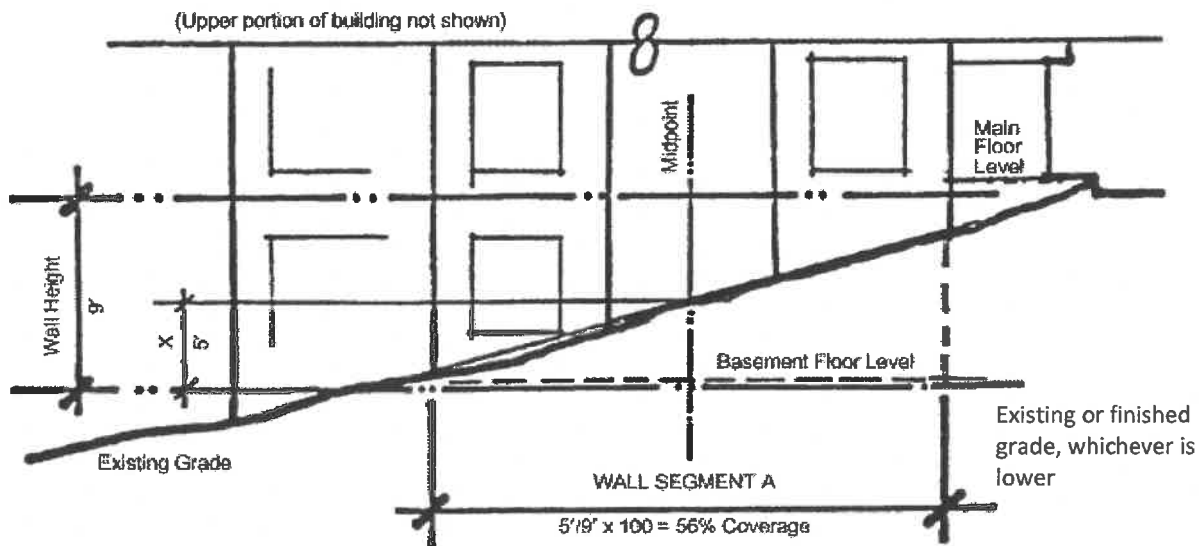 (Upper portion of building not shown)
8
Midpoint
Main
Floor
Level
Wall Height
9'
X
5'
Basement Floor Level
Existing Grade
Existing or finished
grade, whichever is
lower
WALL SEGMENT A
5'/9' x 100 = 56% Coverage